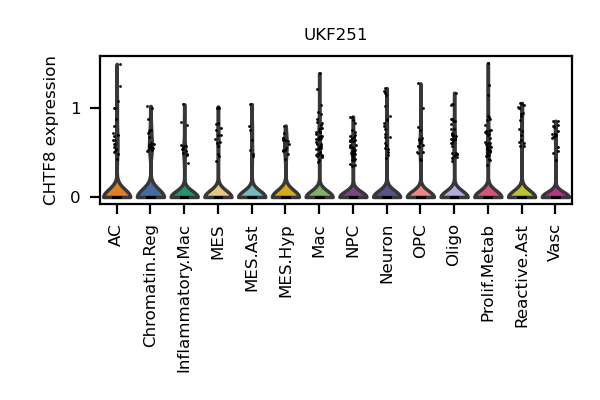 UKF251
CHTF8 expression
1
0
AC
Chromatin.Reg
Inflammatory.Mac
MES
MES.Ast
MES.Hyp
Mac
NPC
Neuron
OPC
Oligo
Prolif.Metab
Reactive.Ast
Vasc